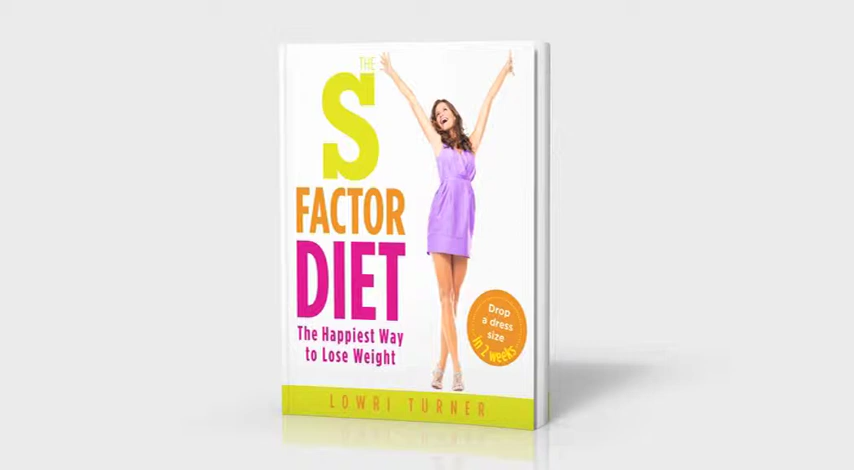 THE
S
FACTOR
DIET
The Happiest Way
to Lose Weight
Drop
a dress
size
in 2 weeks
LOWRI TURNER